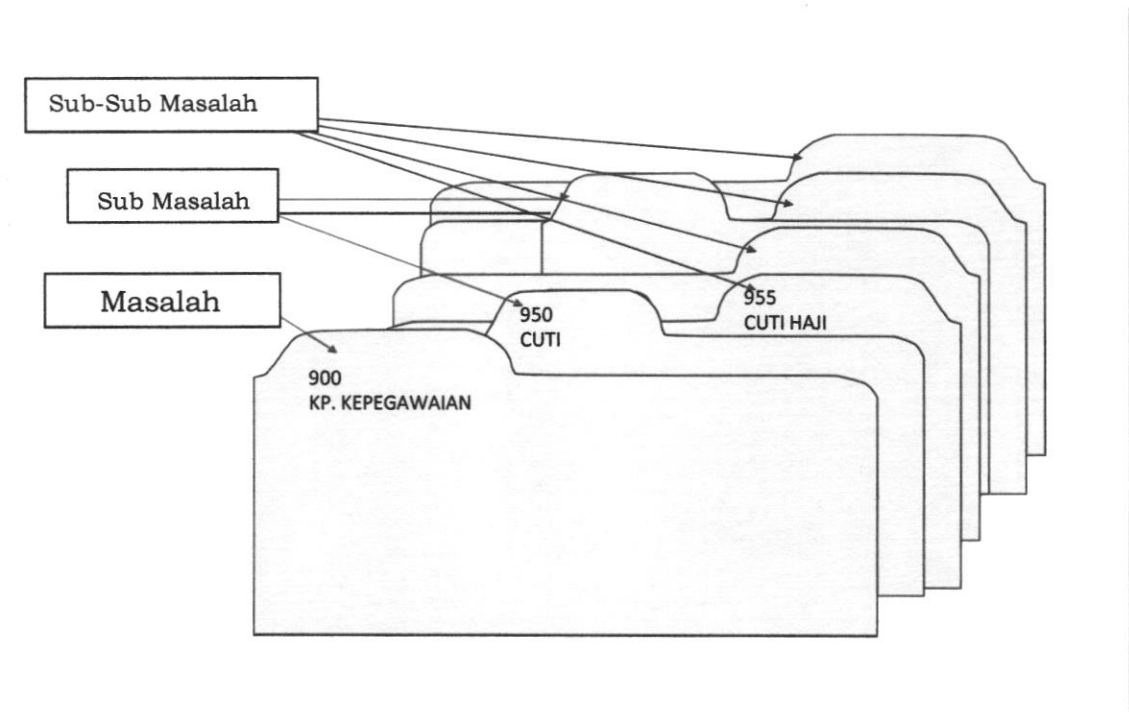 Sub-Sub Masalah
Sub Masalah
Masalah
955
CUTI HAJI
950
CUTI
900
KP. KEPEGAWAIAN